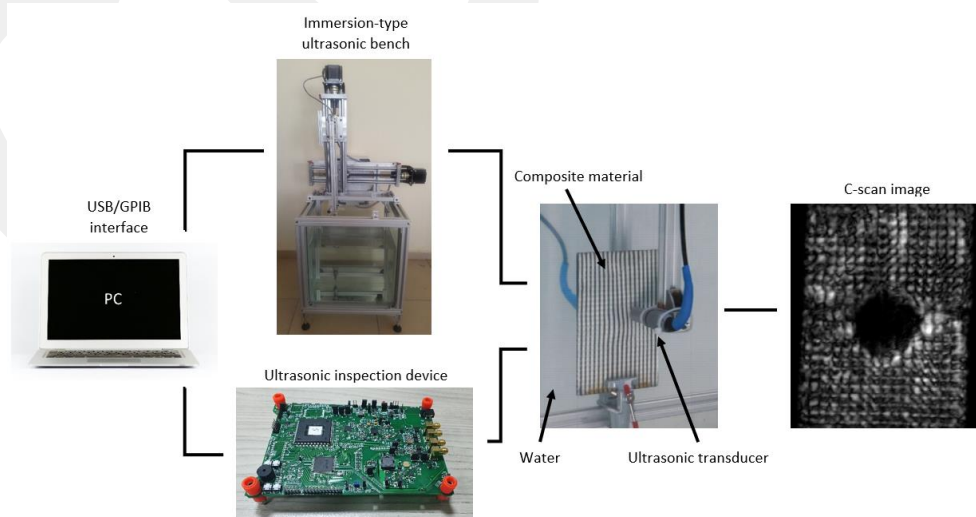 Immersion-type
ultrasonic bench
USB/GPIB
interface
PC
Composite material
C-scan image
Ultrasonic inspection device
Water
Ultrasonic transducer